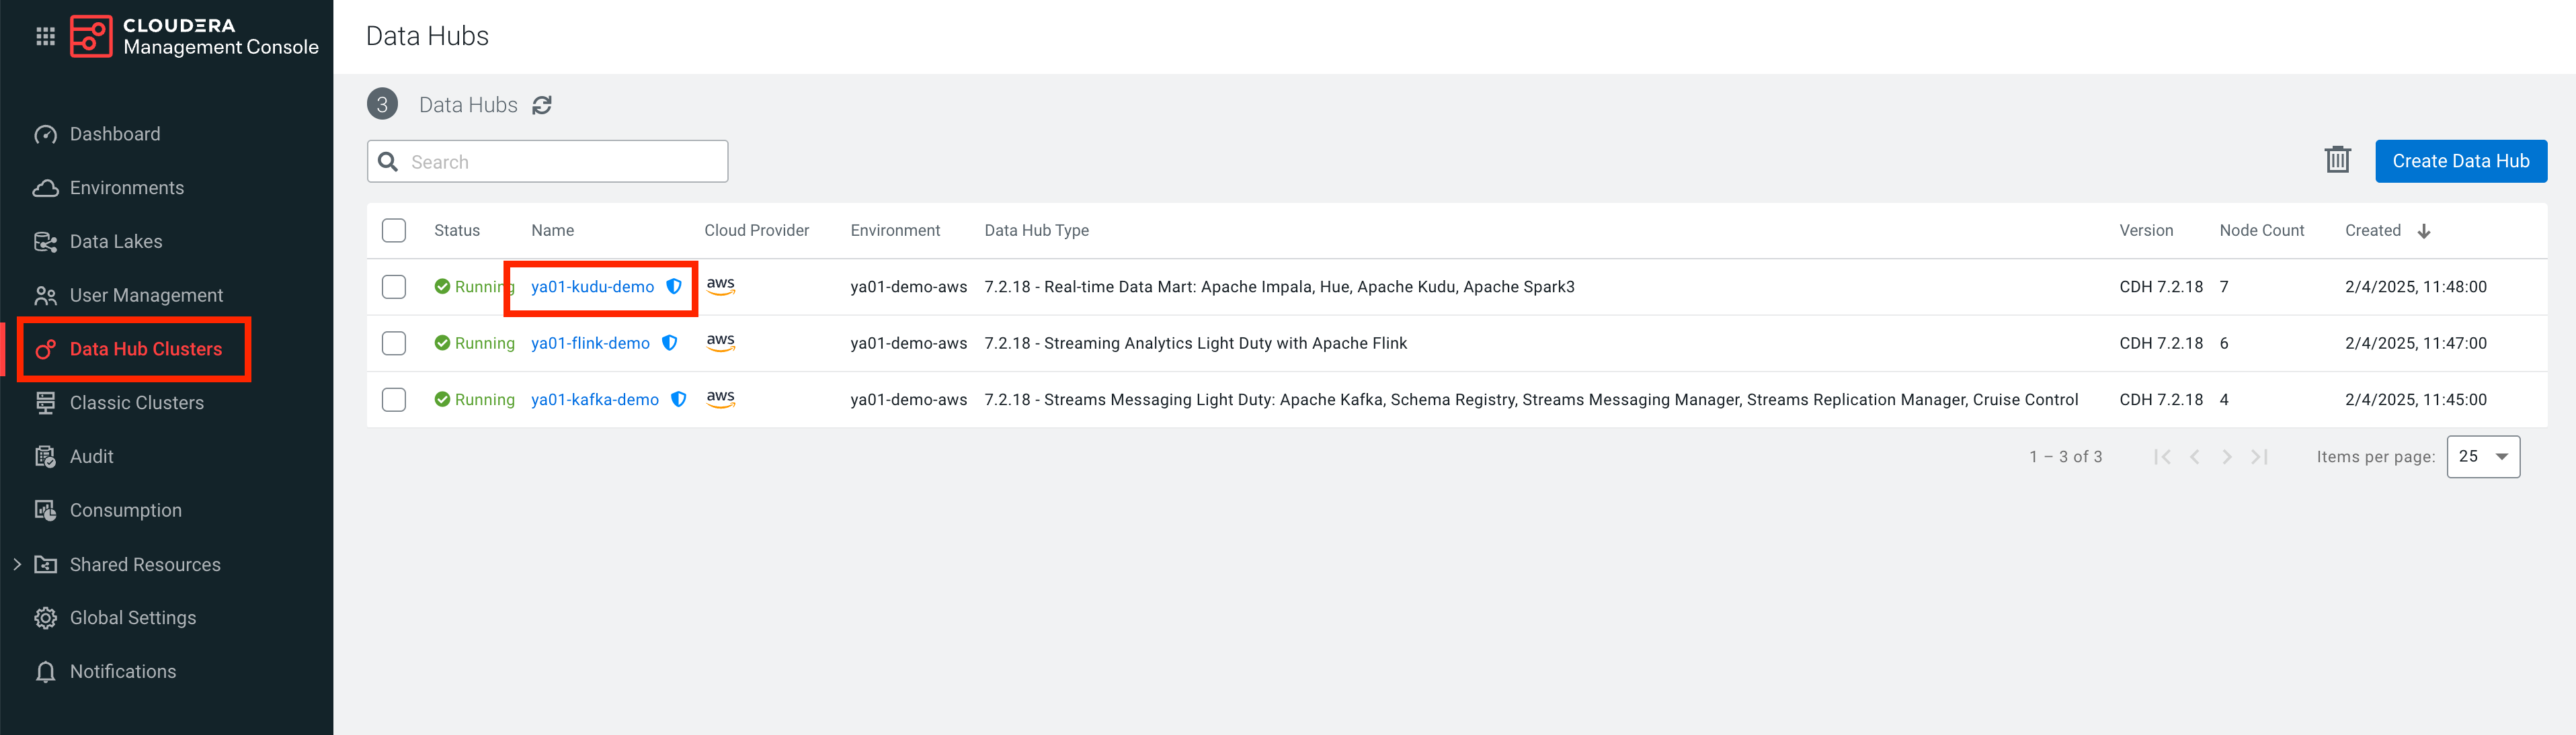 CLOUDERA
Management Console
Data Hubs
Dashboard
Environments
Data Lakes
User Management
Data Hub Clusters
Classic Clusters
Audit
Consumption
Shared Resources
Global Settings
Notifications
3 Data Hubs
Search
Create Data Hub
Status Name Cloud Provider Environment Data Hub Type Version Node Count Created
Running ya01-kudu-demo aws ya01-demo-aws 7.2.18 - Real-time Data Mart: Apache Impala, Hue, Apache Kudu, Apache Spark3 CDH 7.2.18 7 2/4/2025, 11:48:00
Running ya01-flink-demo aws ya01-demo-aws 7.2.18 - Streaming Analytics Light Duty with Apache Flink CDH 7.2.18 6 2/4/2025, 11:47:00
Running ya01-kafka-demo aws ya01-demo-aws 7.2.18 - Streams Messaging Light Duty: Apache Kafka, Schema Registry, Streams Messaging Manager, Streams Replication Manager, Cruise Control CDH 7.2.18 4 2/4/2025, 11:45:00
1 – 3 of 3 Items per page: 25